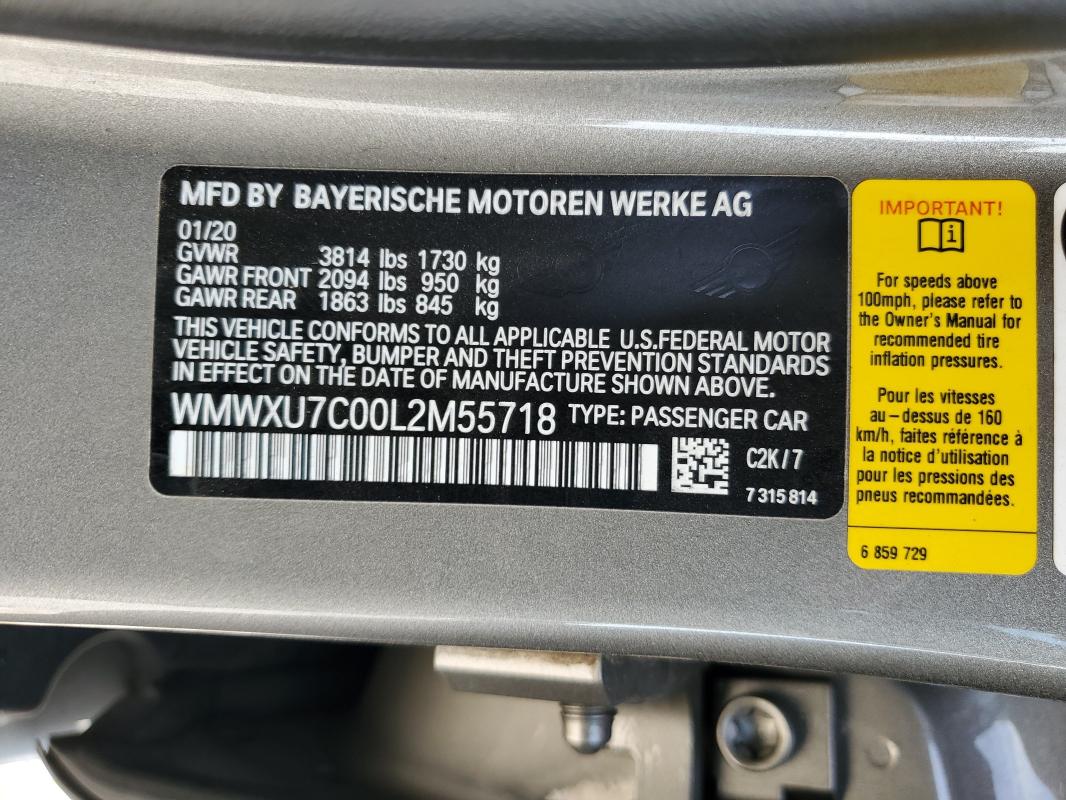 MFD BY BAYERISCHE MOTOREN WERKE AG
01/20
GVWR 3814 lbs 1730 kg
GAWR FRONT 2094 lbs 950 kg
GAWR REAR 1863 lbs 845 kg
THIS VEHICLE CONFORMS TO ALL APPLICABLE U.S.FEDERAL MOTOR
VEHICLE SAFETY, BUMPER AND THEFT PREVENTION STANDARDS
IN EFFECT ON THE DATE OF MANUFACTURE SHOWN ABOVE.
WMWXU7C00L2M55718 TYPE: PASSENGER CAR
C2K/7
7 315 814
IMPORTANT!
i
For speeds above
100mph, please refer to
the Owner's Manual for
recommended tire
inflation pressures.
Pour les vitesses
au-dessus de 160
km/h, faites référence à
la notice d'utilisation
pour les pressions des
pneus recommandées.
6 859 729